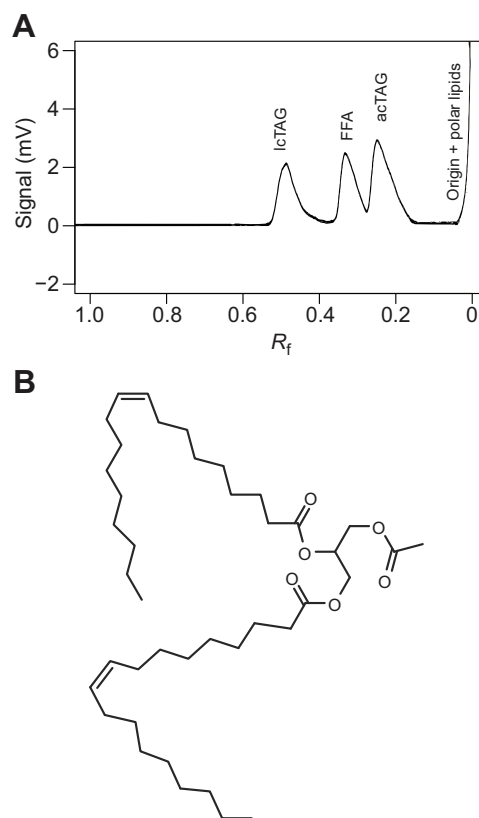 A
6
4
2
0
−2
Signal (mV)
lcTAG
FFA
acTAG
Origin + polar lipids
1.0 0.8 0.6 0.4 0.2 0
Rf
B
O
O
O
O
O
O